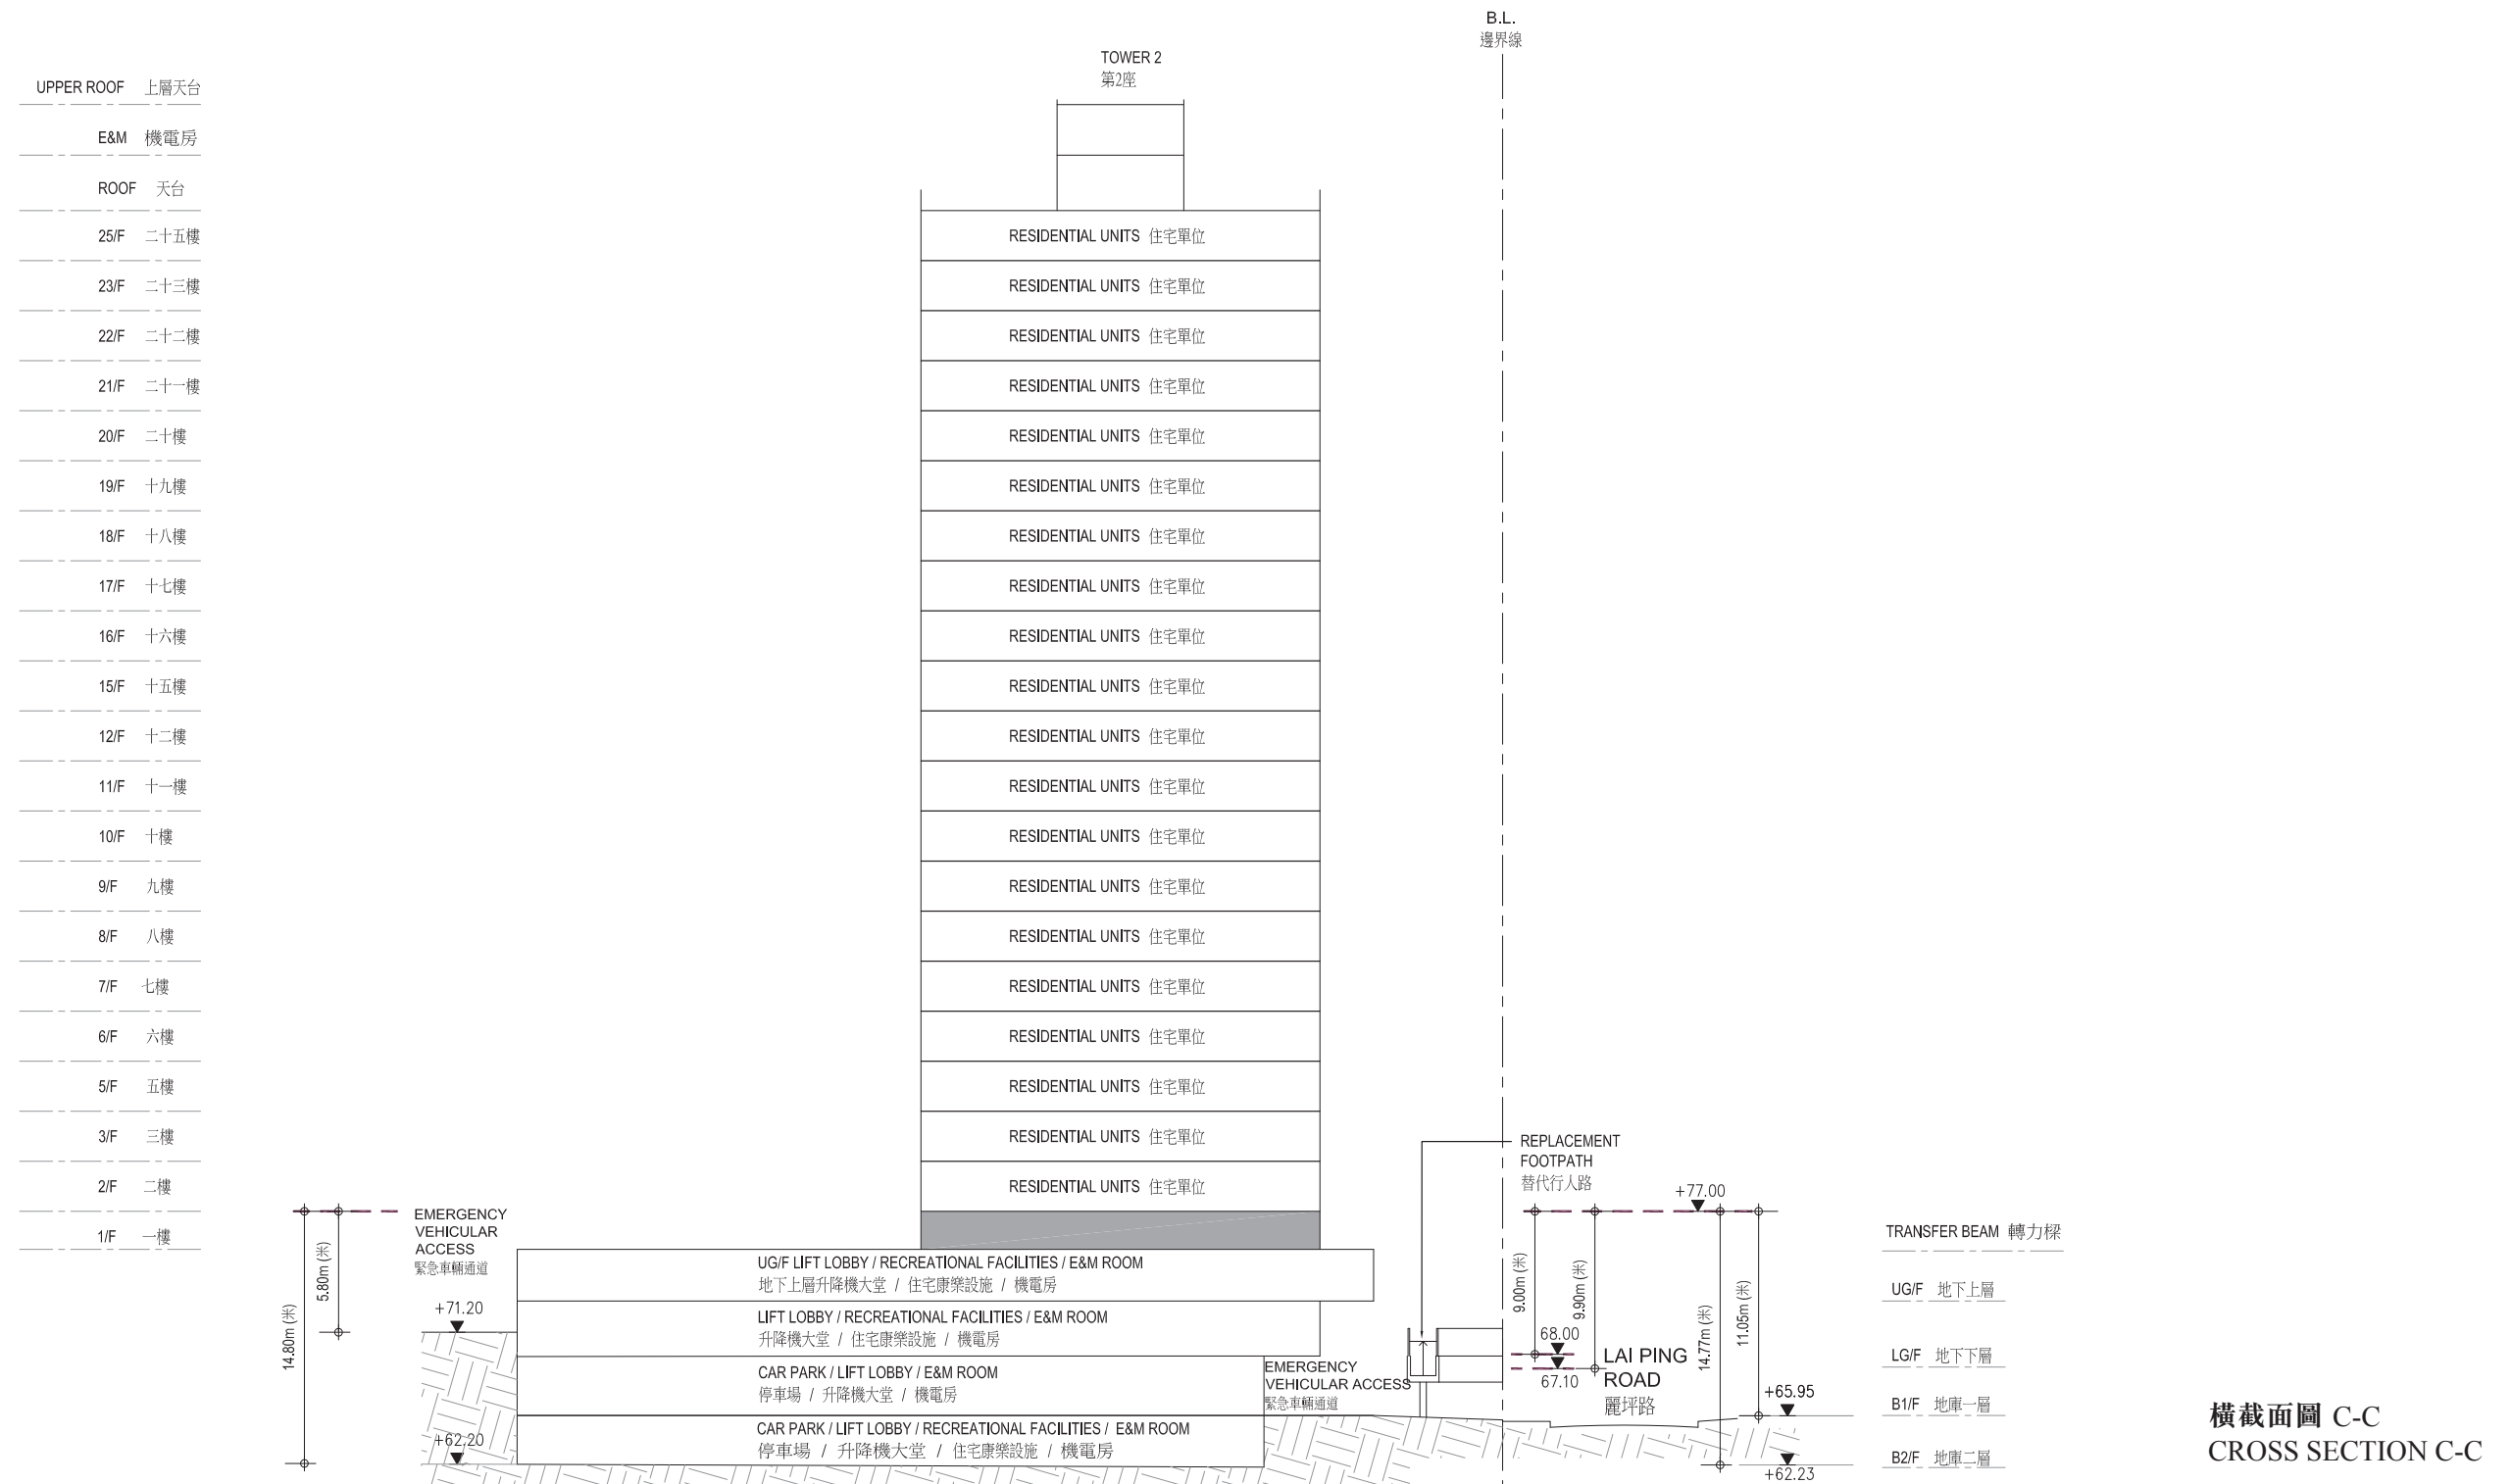 B.L.
邊界線
TOWER 2
第2座
UPPER ROOF 上層天台
E&M 機電房
ROOF 天台
25/F 二十五樓 RESIDENTIAL UNITS 住宅單位
23/F 二十三樓 RESIDENTIAL UNITS 住宅單位
22/F 二十二樓 RESIDENTIAL UNITS 住宅單位
21/F 二十一樓 RESIDENTIAL UNITS 住宅單位
20/F 二十樓 RESIDENTIAL UNITS 住宅單位
19/F 十九樓 RESIDENTIAL UNITS 住宅單位
18/F 十八樓 RESIDENTIAL UNITS 住宅單位
17/F 十七樓 RESIDENTIAL UNITS 住宅單位
16/F 十六樓 RESIDENTIAL UNITS 住宅單位
15/F 十五樓 RESIDENTIAL UNITS 住宅單位
12/F 十二樓 RESIDENTIAL UNITS 住宅單位
11/F 十一樓 RESIDENTIAL UNITS 住宅單位
10/F 十樓 RESIDENTIAL UNITS 住宅單位
9/F 九樓 RESIDENTIAL UNITS 住宅單位
8/F 八樓 RESIDENTIAL UNITS 住宅單位
7/F 七樓 RESIDENTIAL UNITS 住宅單位
6/F 六樓 RESIDENTIAL UNITS 住宅單位
5/F 五樓 RESIDENTIAL UNITS 住宅單位
3/F 三樓 RESIDENTIAL UNITS 住宅單位
2/F 二樓 RESIDENTIAL UNITS 住宅單位
1/F 一樓
14.80m (米)
5.80m (米)
EMERGENCY
VEHICULAR
ACCESS
緊急車輛通道
+71.20
+62.20
UG/F LIFT LOBBY / RECREATIONAL FACILITIES / E&M ROOM
地下上層升降機大堂 / 住宅康樂設施 / 機電房
LIFT LOBBY / RECREATIONAL FACILITIES / E&M ROOM
升降機大堂 / 住宅康樂設施 / 機電房
CAR PARK / LIFT LOBBY / E&M ROOM
停車場 / 升降機大堂 / 機電房
CAR PARK / LIFT LOBBY / RECREATIONAL FACILITIES / E&M ROOM
停車場 / 升降機大堂 / 住宅康樂設施 / 機電房
EMERGENCY
VEHICULAR ACCESS
緊急車輛通道
REPLACEMENT
FOOTPATH
替代行人路
+77.00
9.00m (米)
9.90m (米)
14.77m (米)
11.05m (米)
68.00
67.10
LAI PING
ROAD
麗坪路
+65.95
+62.23
TRANSFER BEAM 轉力樑
UG/F 地下上層
LG/F 地下下層
B1/F 地庫一層
B2/F 地庫二層
橫截面圖 C-C
CROSS SECTION C-C